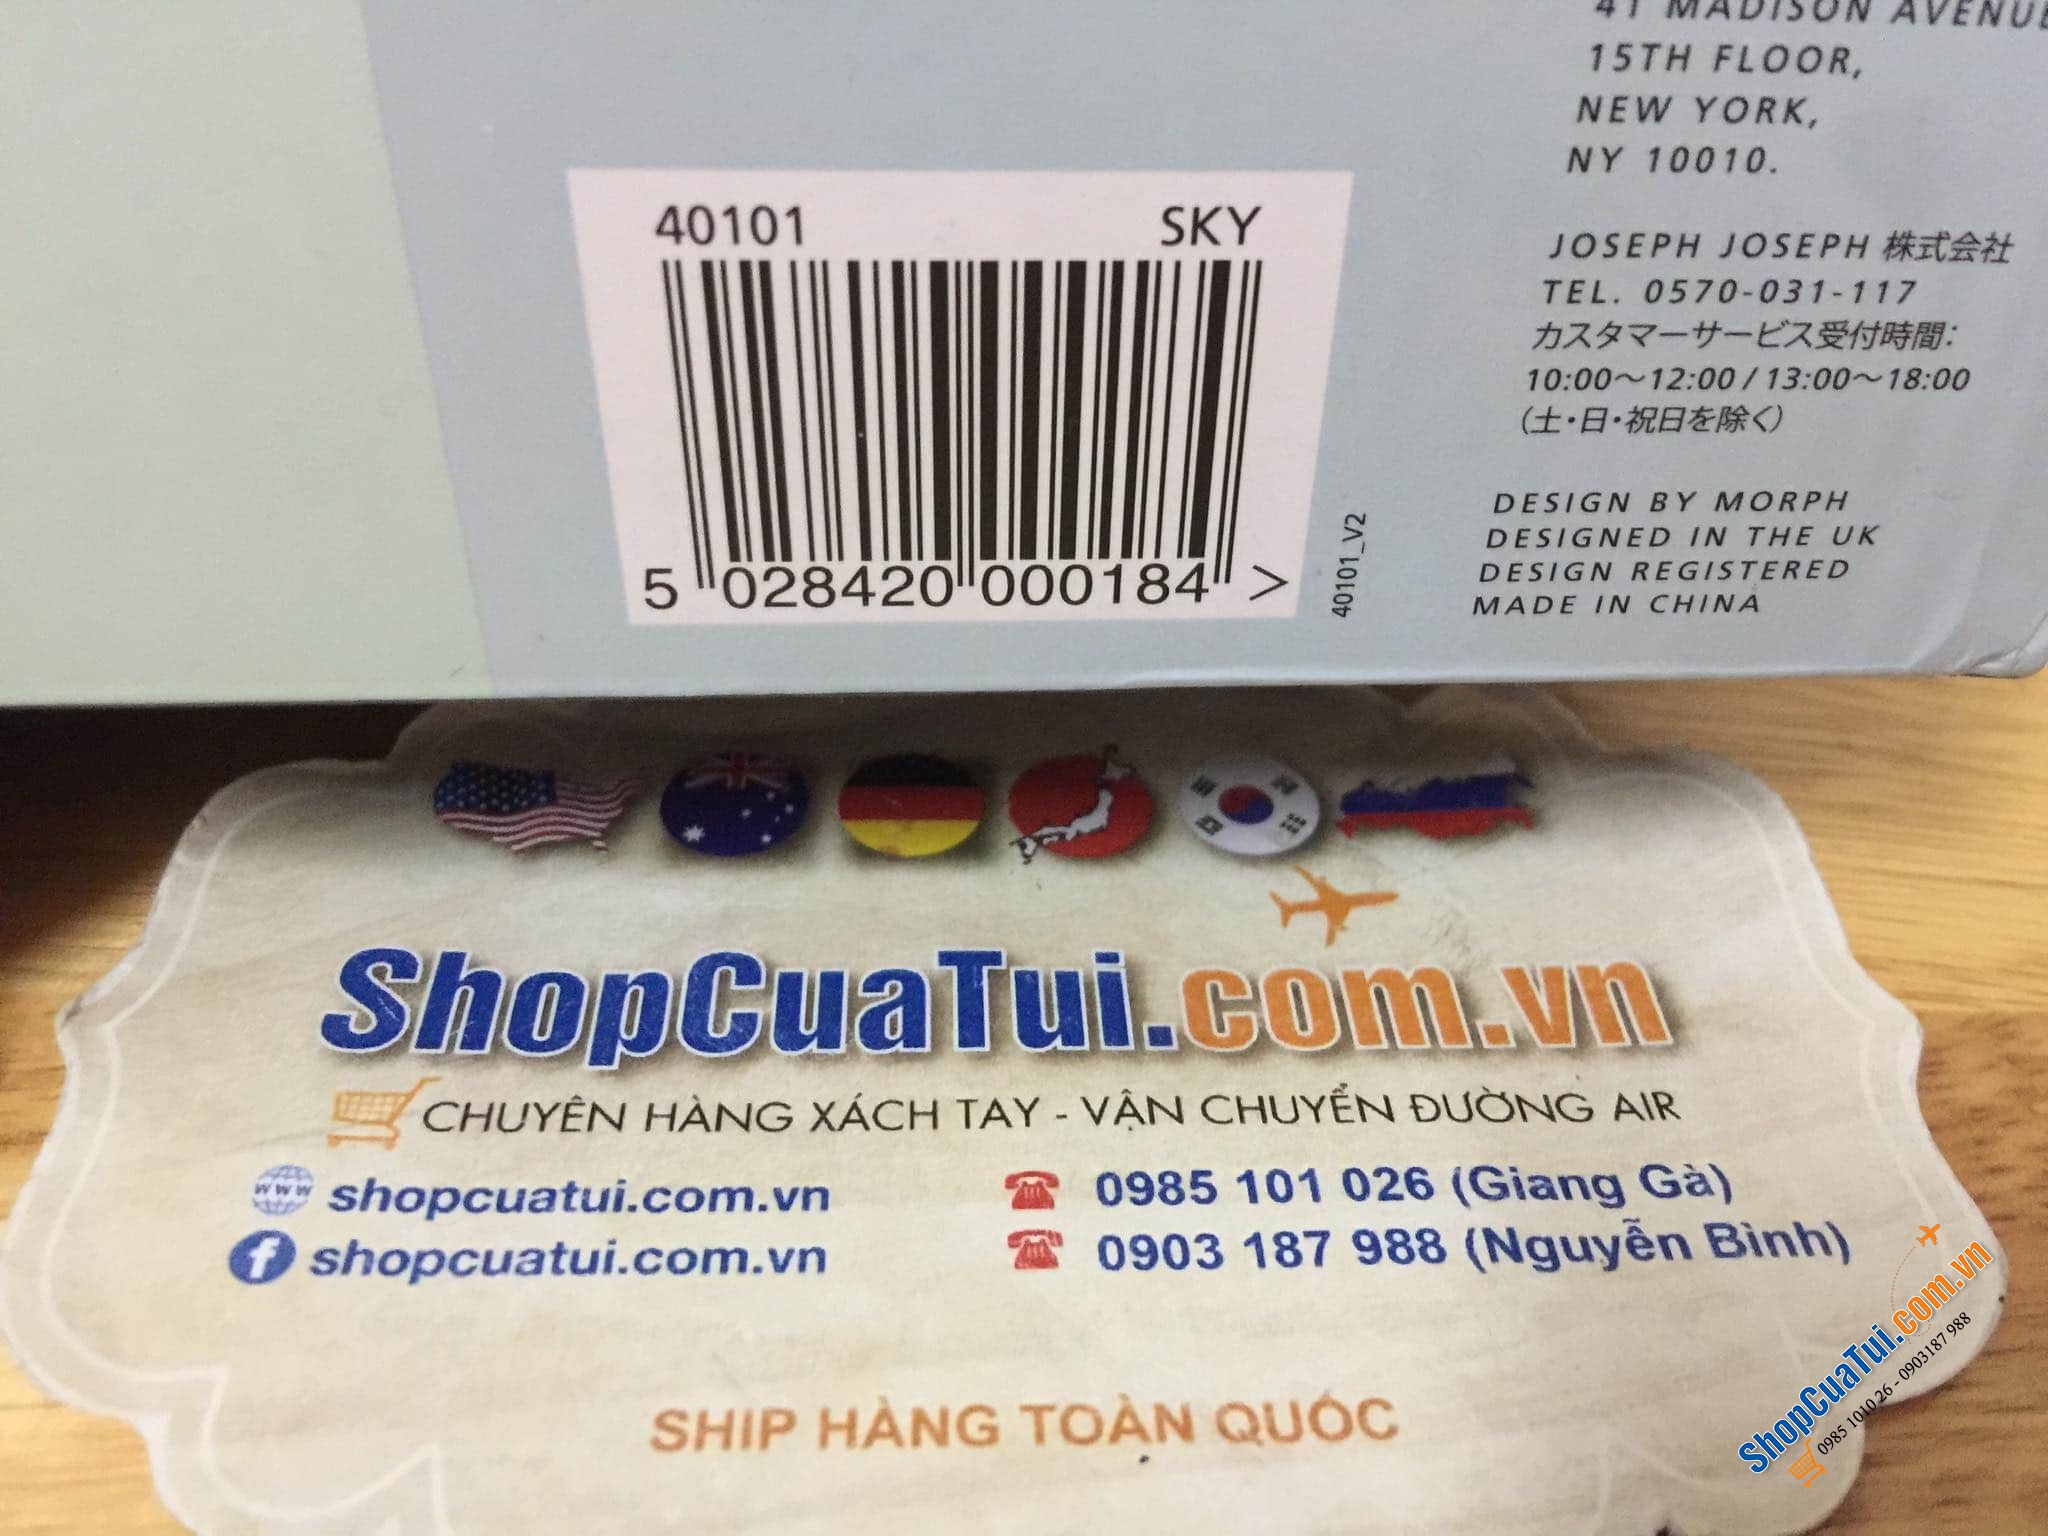 41 MADISON AVENUE
15TH FLOOR,
NEW YORK,
NY 10010.
JOSEPH JOSEPH 株式会社
TEL. 0570-031-117
カスタマーサービス受付時間：
10:00～12:00 / 13:00～18:00
（土・日・祝日を除く）
DESIGN BY MORPH
DESIGNED IN THE UK
DESIGN REGISTERED
MADE IN CHINA
40101 SKY
5 028420 000184 >
40101_V2
ShopCuaTui.com.vn
CHUYÊN HÀNG XÁCH TAY - VẬN CHUYỂN ĐƯỜNG AIR
www shopcuatui.com.vn
f shopcuatui.com.vn
0985 101 026 (Giang Gà)
0903 187 988 (Nguyễn Bình)
SHIP HÀNG TOÀN QUỐC
ShopCuaTui.com.vn
0985 101026 - 0903187 988